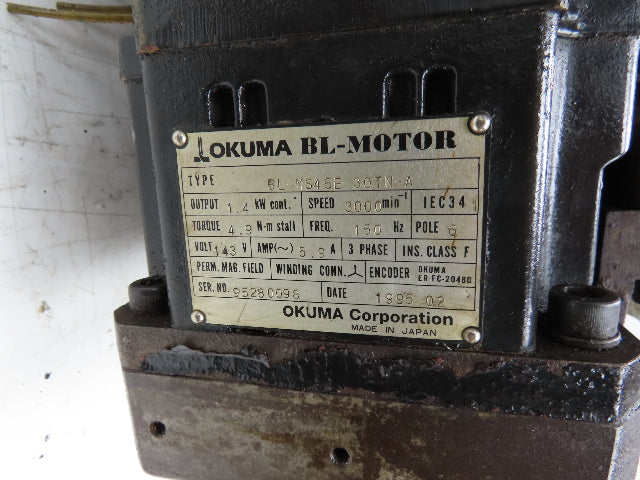 OKUMA BL-MOTOR
TYPE BL-MS45E-30TN-A
OUTPUT 1.4 kW cont. SPEED 3000 min⁻¹ IEC34 1
TORQUE 4.9 N-m stall FREQ. 150 Hz POLE 6
VOLT 143 V AMP(~) 5.9 A 3 PHASE INS. CLASS F
PERM. MAG. FIELD WINDING CONN. ENCODER OKUMA ER-FC-2048D
SER. NO. 95280098 DATE 1995.02
OKUMA Corporation
MADE IN JAPAN